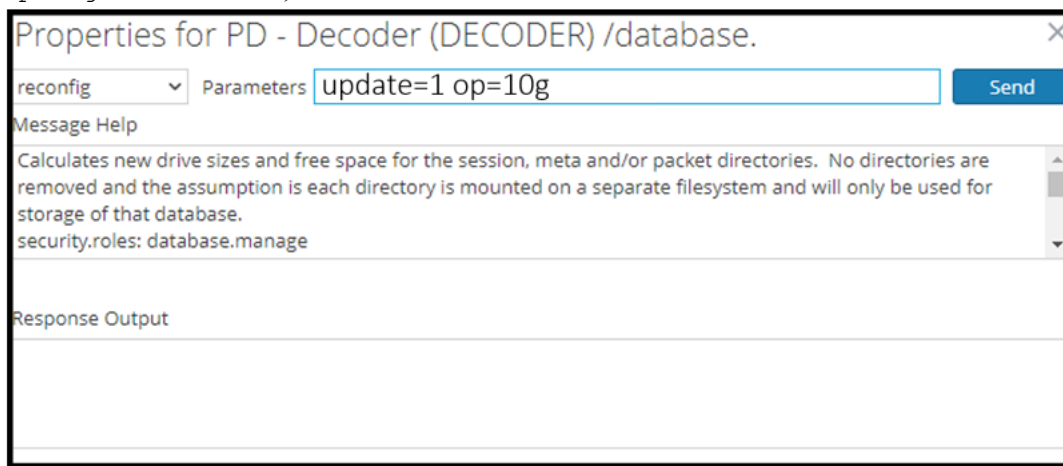 Properties for PD - Decoder (DECODER) /database.
reconfig Parameters update=1 op=10g Send
Message Help
Calculates new drive sizes and free space for the session, meta and/or packet directories. No directories are
removed and the assumption is each directory is mounted on a separate filesystem and will only be used for
storage of that database.
security.roles: database.manage
Response Output